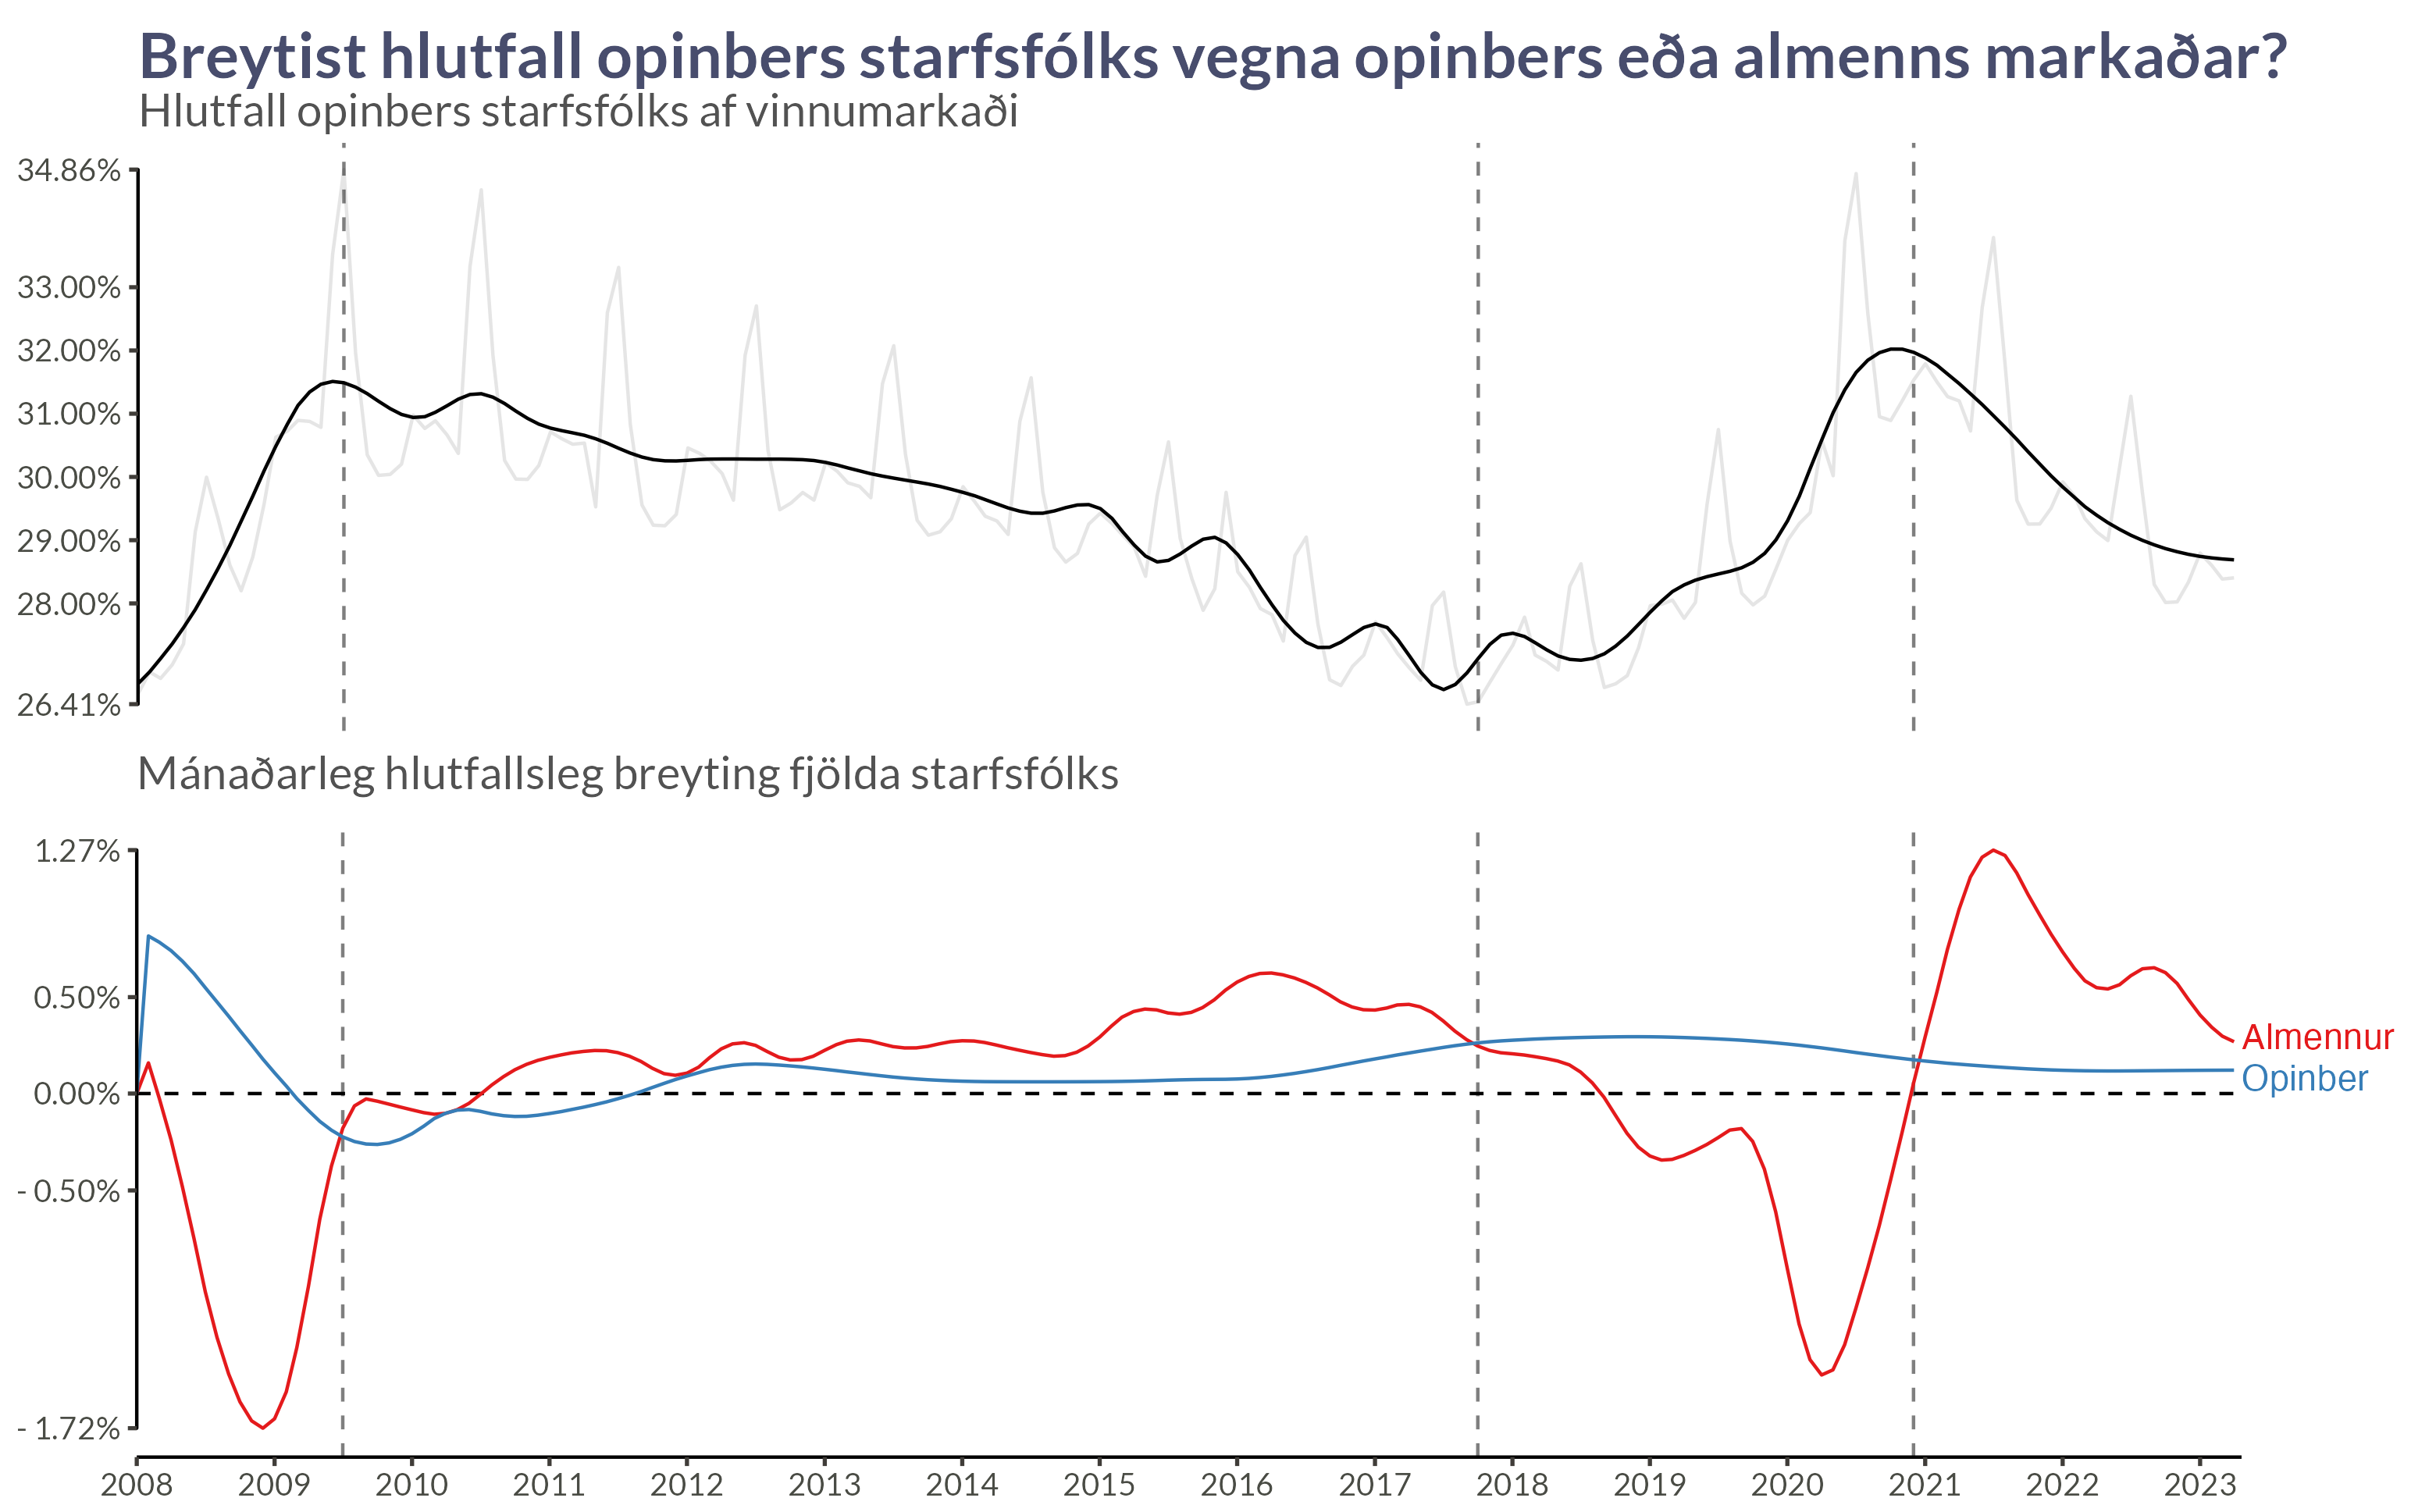 Breytist hlutfall opinbers starfsfólks vegna opinbers eða almenns markaðar?
Hlutfall opinbers starfsfólks af vinnumarkaði
34.86%
33.00%
32.00%
31.00%
30.00%
29.00%
28.00%
26.41%
Mánaðarleg hlutfallsleg breyting fjölda starfsfólks
1.27%
0.50%
0.00%
- 0.50%
- 1.72%
Almennur
Opinber
2008 2009 2010 2011 2012 2013 2014 2015 2016 2017 2018 2019 2020 2021 2022 2023